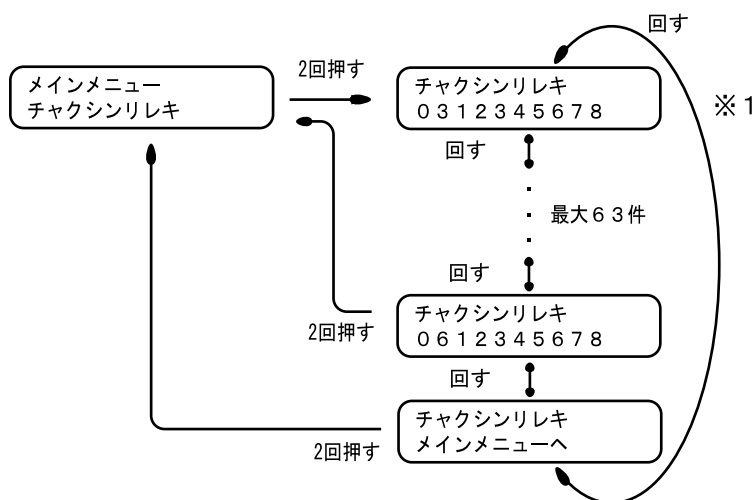 回す
2回押す
メインメニュー
チャクシンリレキ
チャクシンリレキ
０３１２３４５６７８
※１
回す
最大６３件
回す
チャクシンリレキ
０６１２３４５６７８
2回押す
回す
チャクシンリレキ
メインメニューへ
2回押す